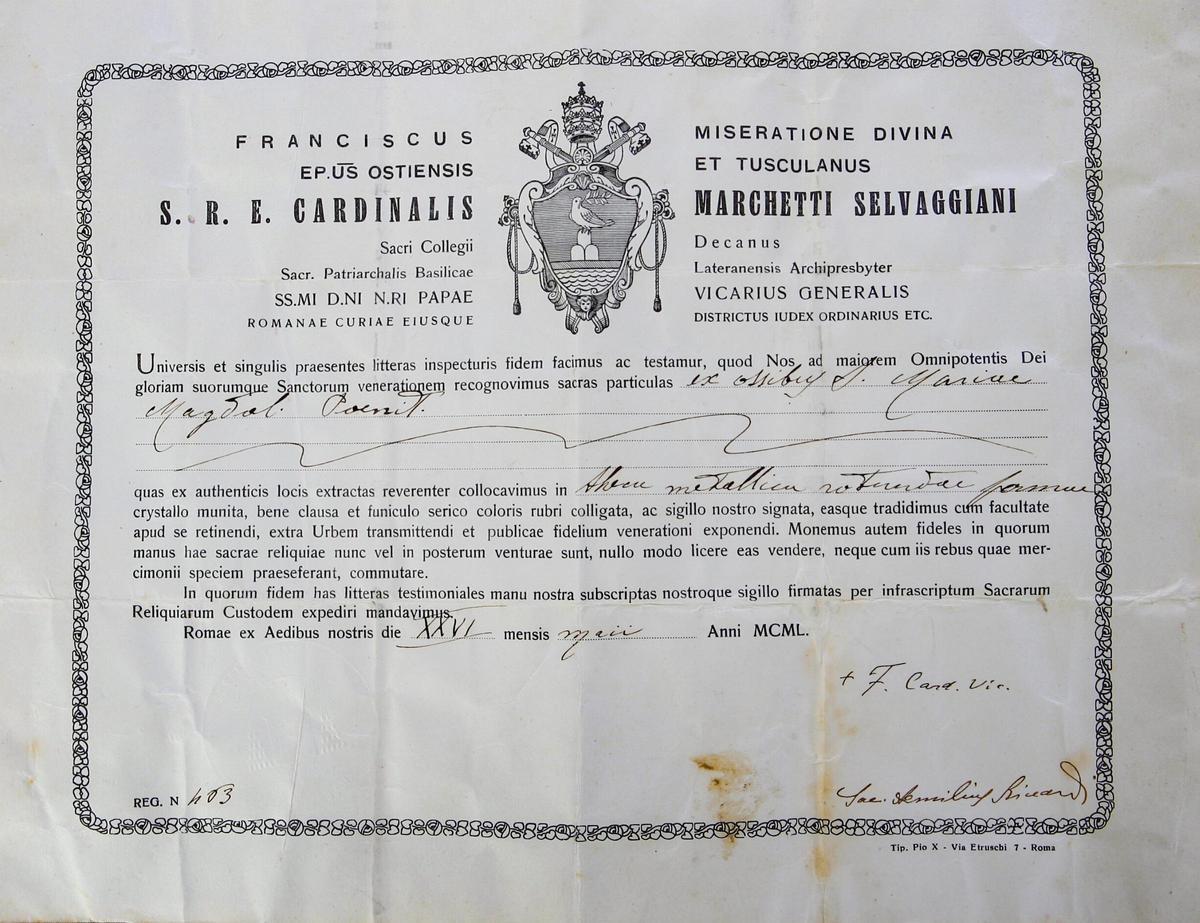 FRANCISCUS MISERATIONE DIVINA
EP.ŪS OSTIENSIS ET TUSCULANUS
S. R. E. CARDINALIS MARCHETTI SELVAGGIANI
Sacri Collegii Decanus
Sacr. Patriarchalis Basilicae Lateranensis Archipresbyter
SS.MI D.NI N.RI PAPAE VICARIUS GENERALIS
ROMANAE CURIAE EIUSQUE DISTRICTUS IUDEX ORDINARIUS ETC.
Universis et singulis praesentes litteras inspecturis fidem facimus ac testamur, quod Nos ad maiorem Omnipotentis Dei
gloriam suorumque Sanctorum venerationem recognovimus sacras particulas ex ossibus S. Mariae
Magdal. Poenit.
quas ex authenticis locis extractas reverenter collocavimus in theca metallica rotundae formae
crystallo munita, bene clausa et funiculo serico coloris rubri colligata, ac sigillo nostro signata, easque tradidimus cum facultate
apud se retinendi, extra Urbem transmittendi et publicae fidelium venerationi exponendi. Monemus autem fideles in quorum
manus hae sacrae reliquiae nunc vel in posterum venturae sunt, nullo modo licere eas vendere, neque cum iis rebus quae mer-
cimonii speciem praeseferant, commutare.
In quorum fidem has litteras testimoniales manu nostra subscriptas nostroque sigillo firmatas per infrascriptum Sacrarum
Reliquiarum Custodem expediri mandavimus.
Romae ex Aedibus nostris die XXVI mensis maii Anni MCML.
+ F. Card. Vic.
REG. N
Sac. Aemilius
Tip. Pio X - Via Etruschi 7 - Roma